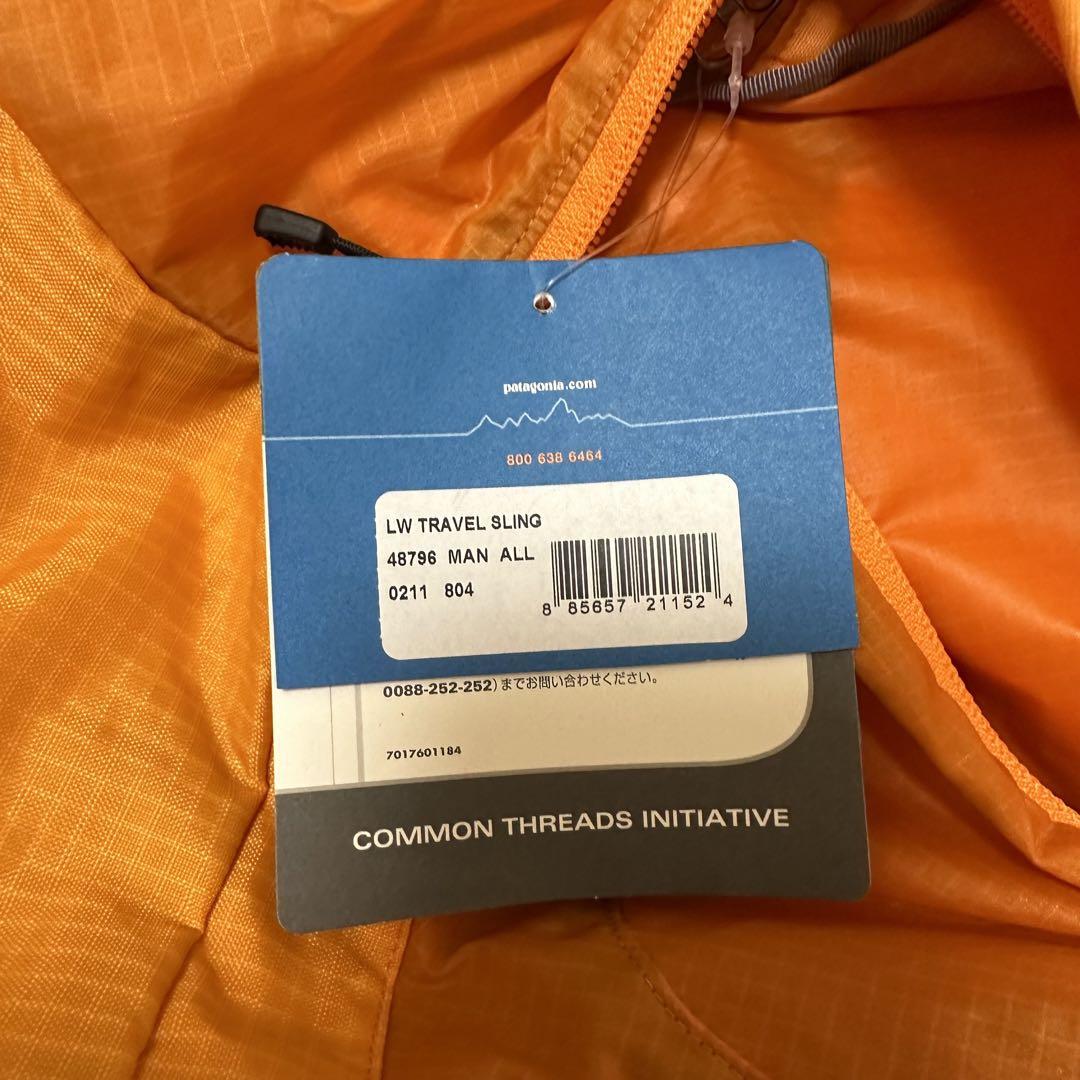 patagonia.com
800 638 6464
LW TRAVEL SLING
48796 MAN ALL
0211 804
8 85657 21152 4
0088-252-252)までお問い合わせください。
7017601184
COMMON THREADS INITIATIVE